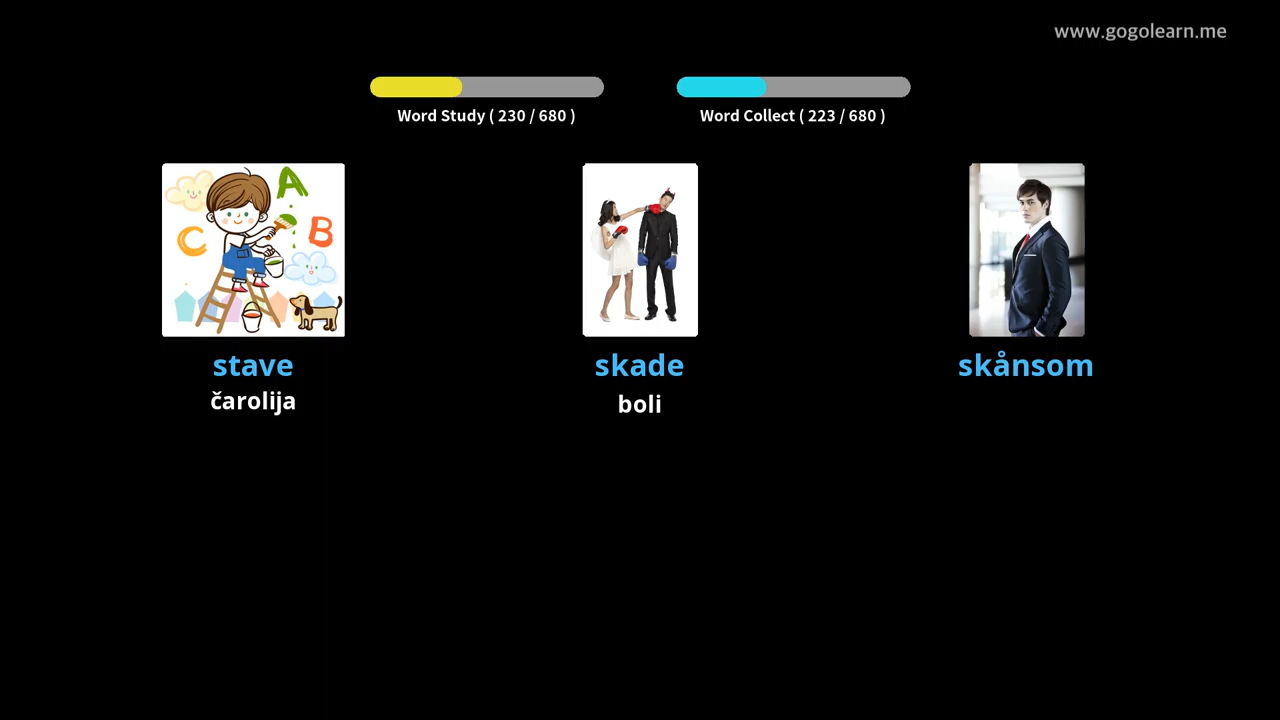 www.gogolearn.me
Word Study ( 230 / 680 )
Word Collect ( 223 / 680 )
A
B
C
stave
skade
skånsom
čarolija
boli